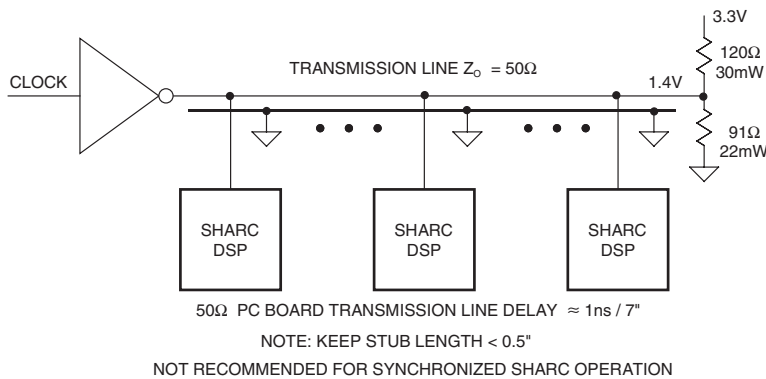 3.3V
TRANSMISSION LINE Z₀ = 50Ω
120Ω
30mW
CLOCK
1.4V
91Ω
22mW
SHARC
DSP
SHARC
DSP
SHARC
DSP
50Ω PC BOARD TRANSMISSION LINE DELAY ≈ 1ns / 7"
NOTE: KEEP STUB LENGTH < 0.5"
NOT RECOMMENDED FOR SYNCHRONIZED SHARC OPERATION